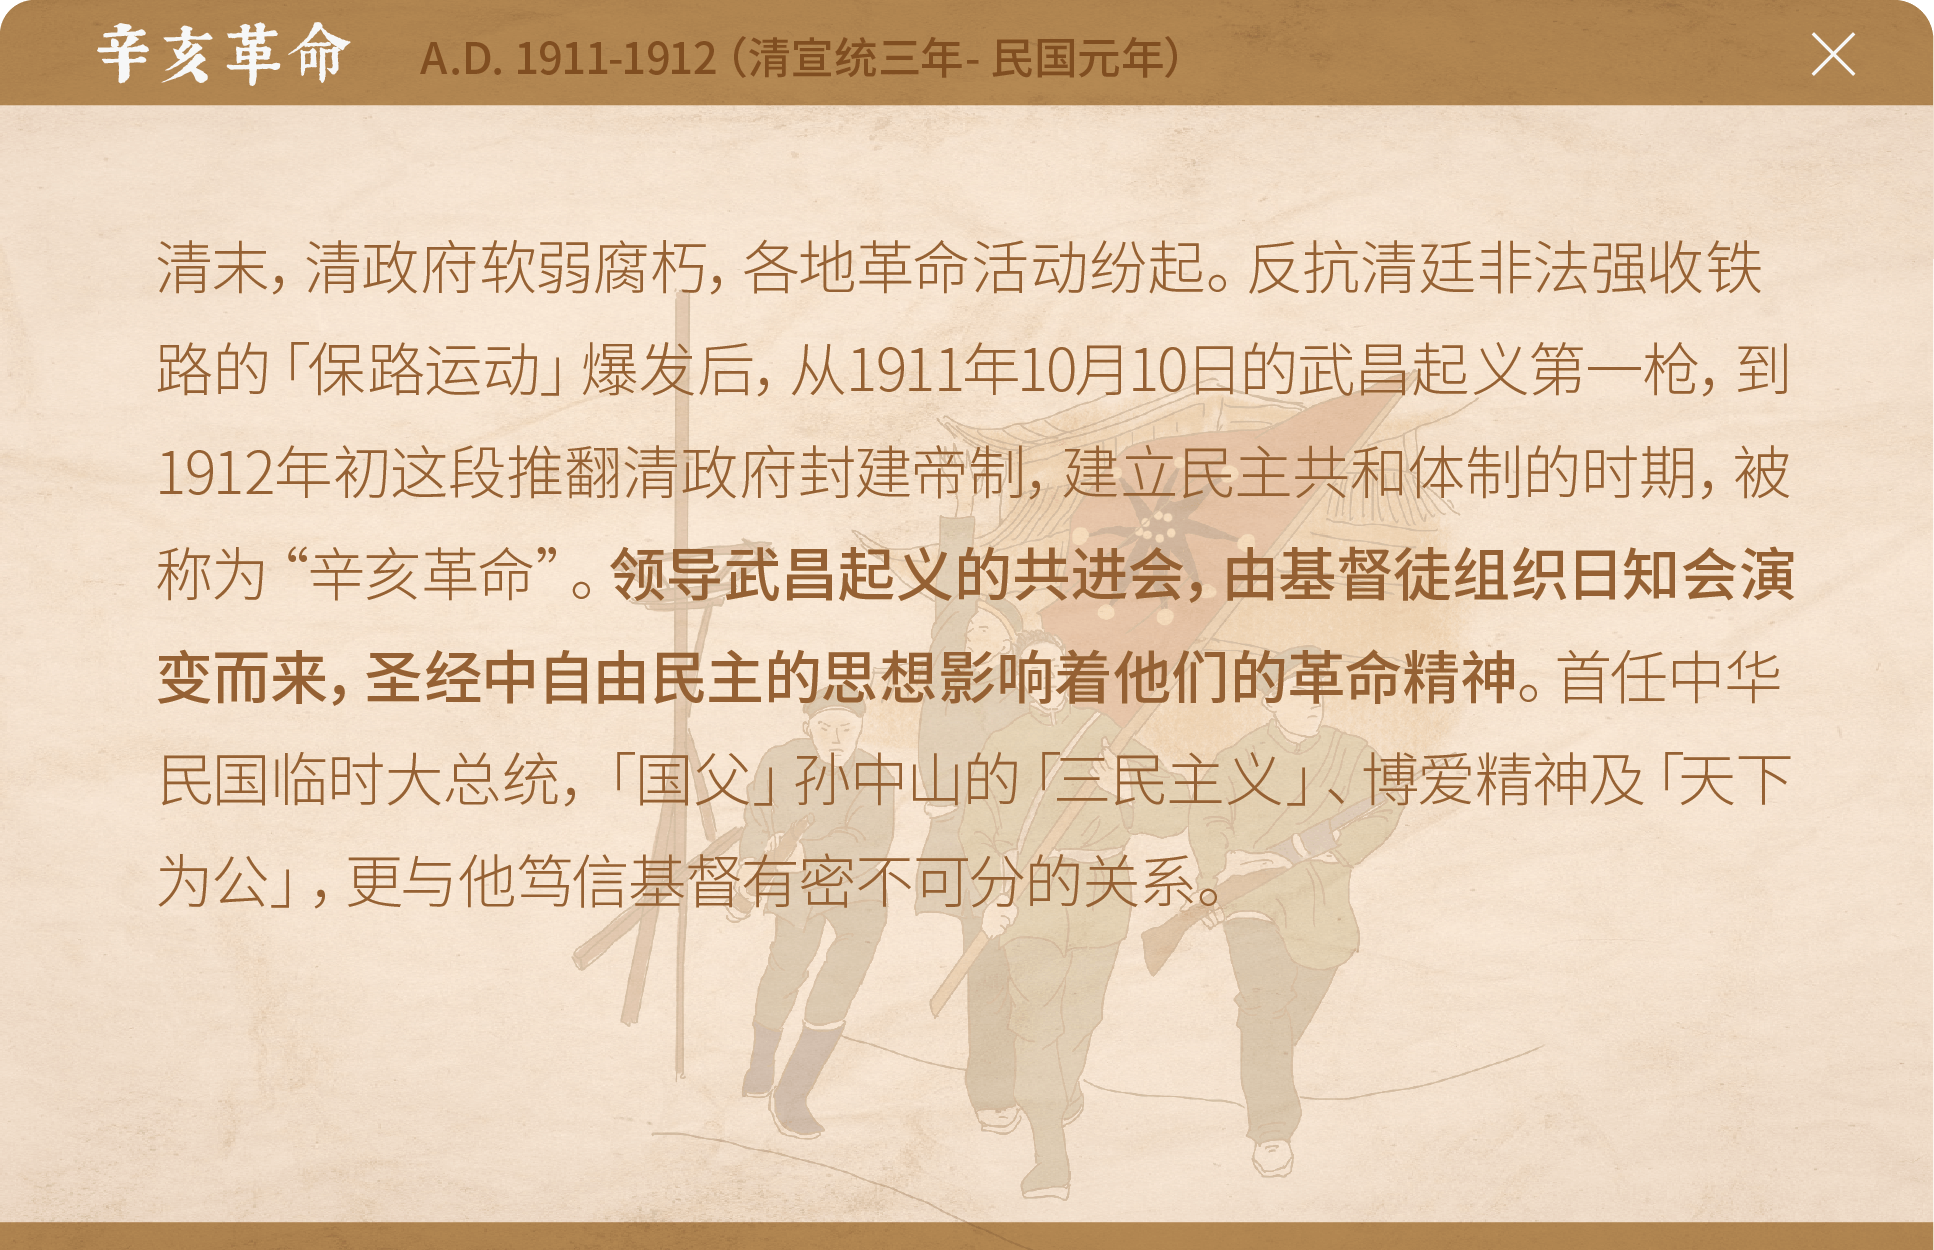 辛亥革命
A.D. 1911-1912（清宣统三年- 民国元年）
清末，清政府软弱腐朽，各地革命活动纷起。反抗清廷非法强收铁
路的「保路运动」爆发后，从1911年10月10日的武昌起义第一枪，到
1912年初这段推翻清政府封建帝制，建立民主共和体制的时期，被
称为“辛亥革命”。领导武昌起义的共进会，由基督徒组织日知会演
变而来，圣经中自由民主的思想影响着他们的革命精神。首任中华
民国临时大总统，「国父」孙中山的「三民主义」、博爱精神及「天下
为公」，更与他笃信基督有密不可分的关系。